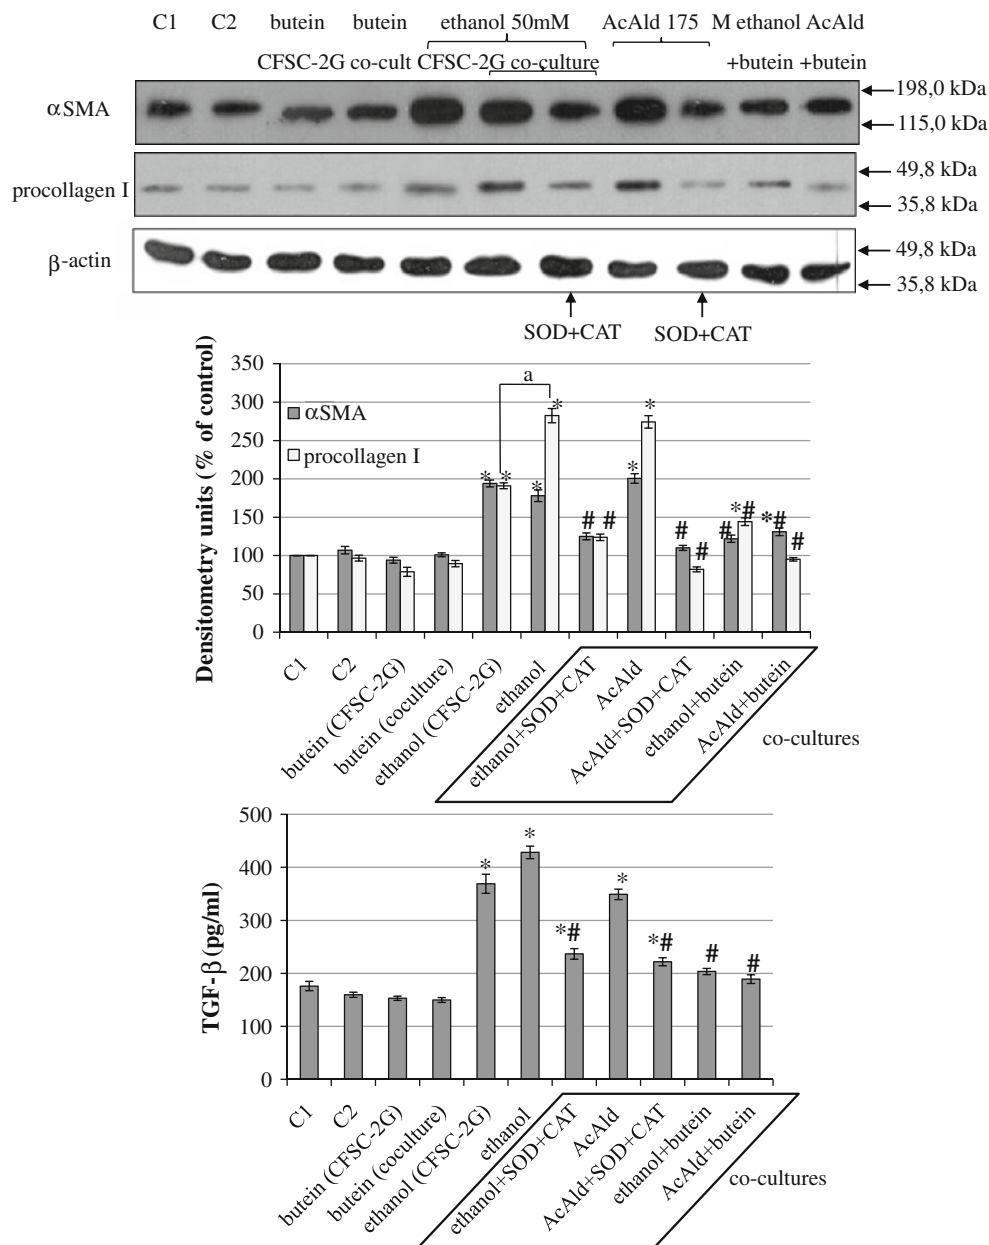 C1 C2 butein butein ethanol 50mM AcAld 175 M ethanol AcAld
CFSC-2G co-cult CFSC-2G co-culture +butein +butein
αSMA
198,0 kDa
115,0 kDa
procollagen I
49,8 kDa
35,8 kDa
β-actin
49,8 kDa
35,8 kDa
SOD+CAT SOD+CAT
Densitometry units (% of control)
350
300
250
200
150
100
50
0
αSMA
procollagen I
a
* * * * * * # # # # # *# *# #
C1
C2
butein (CFSC-2G)
butein (coculture)
ethanol (CFSC-2G)
ethanol
ethanol+SOD+CAT
AcAld
AcAld+SOD+CAT
ethanol+butein
AcAld+butein
co-cultures
TGF-β (pg/ml)
500
400
300
200
100
0
* * *# * *# # #
C1
C2
butein (CFSC-2G)
butein (coculture)
ethanol (CFSC-2G)
ethanol
ethanol+SOD+CAT
AcAld
AcAld+SOD+CAT
ethanol+butein
AcAld+butein
co-cultures